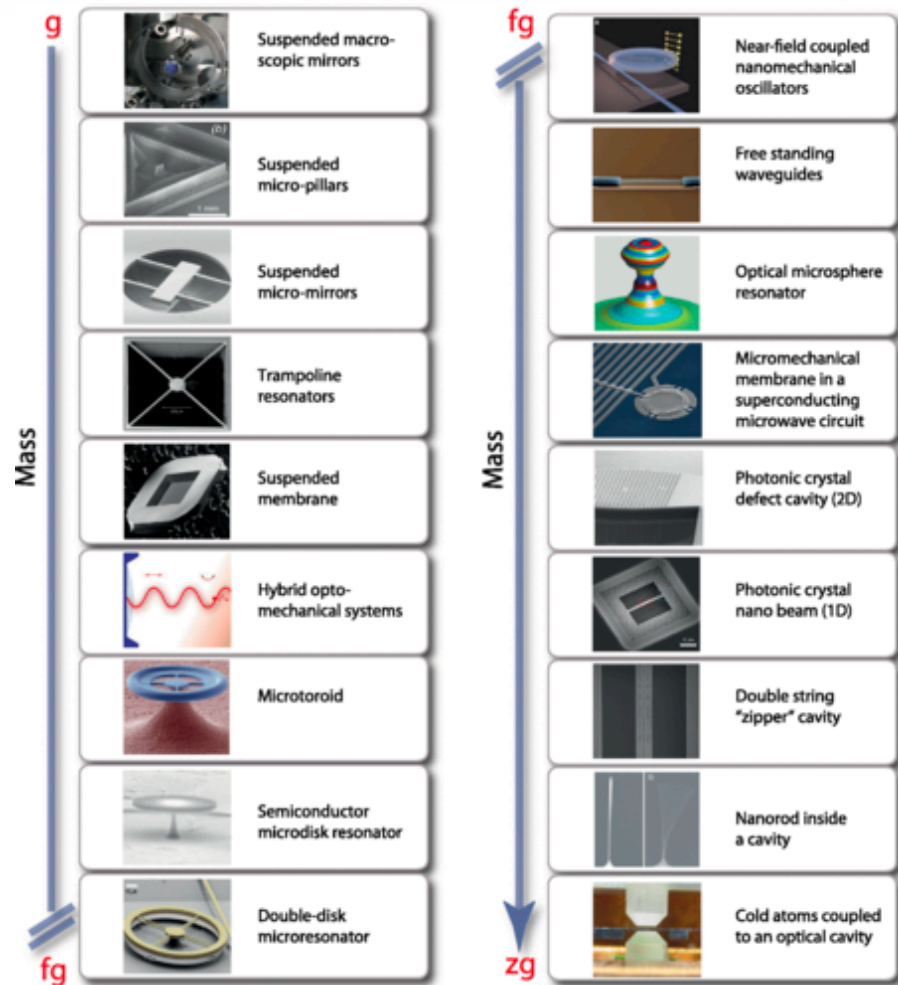 g
Suspended macro-
scopic mirrors
(b)
1 mm
Suspended
micro-pillars
Suspended
micro-mirrors
Trampoline
resonators
Mass
Suspended
membrane
Hybrid opto-
mechanical systems
Microtoroid
Semiconductor
microdisk resonator
Double-disk
microresonator
fg
fg
Near-field coupled
nanomechanical
oscillators
Free standing
waveguides
Optical microsphere
resonator
Micromechanical
membrane in a
superconducting
microwave circuit
Mass
Photonic crystal
defect cavity (2D)
Photonic crystal
nano beam (1D)
Double string
"zipper" cavity
Nanorod inside
a cavity
Cold atoms coupled
to an optical cavity
zg